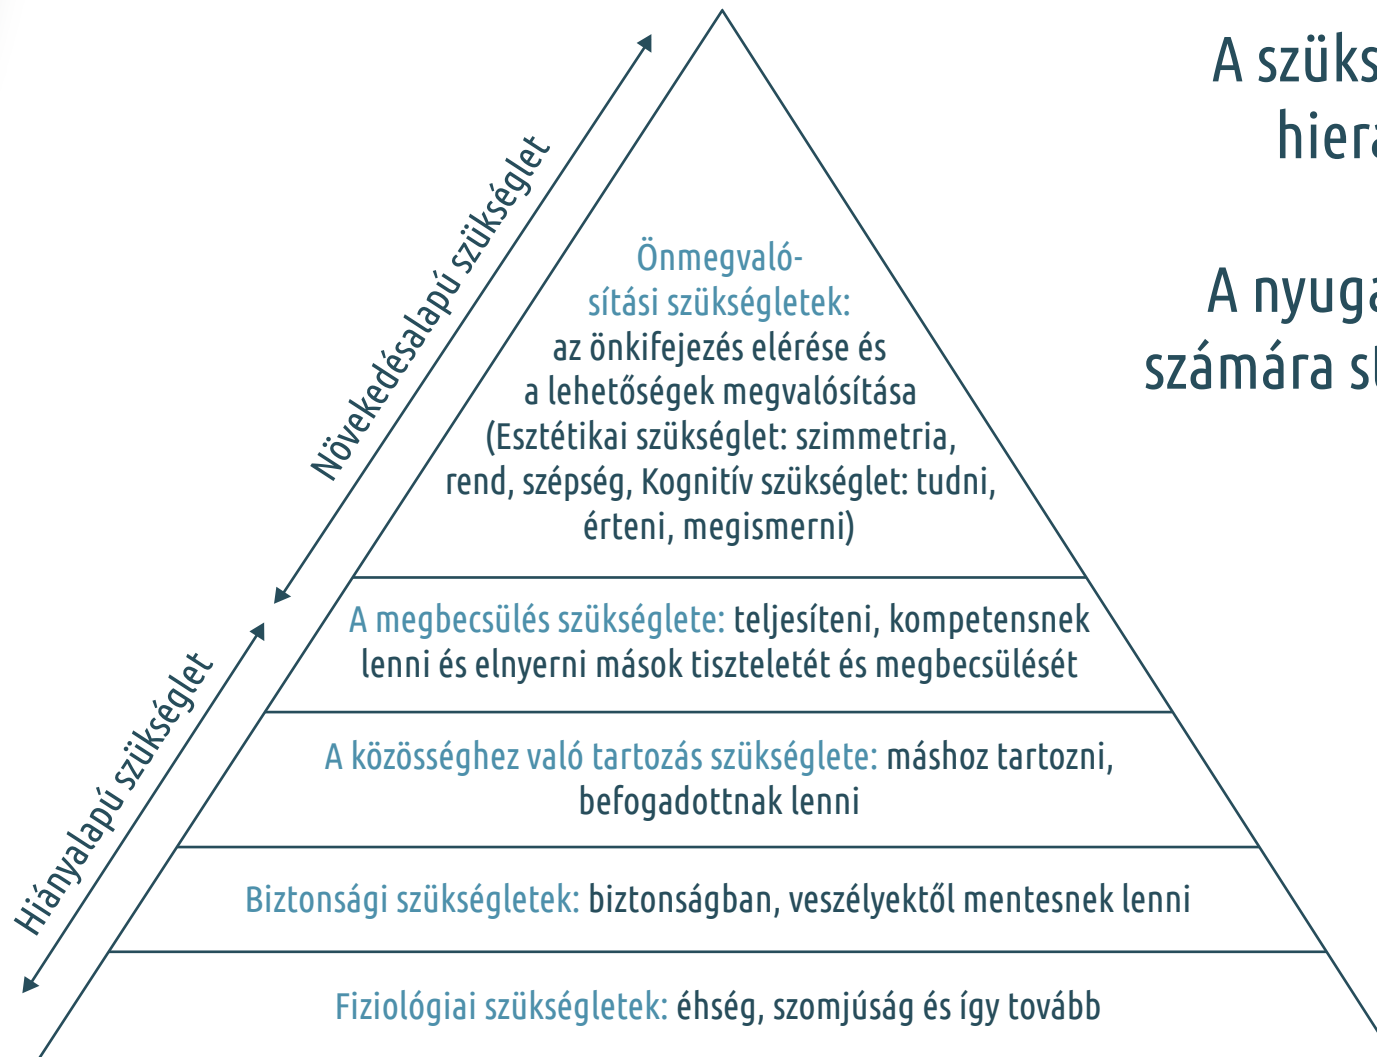 A szüks
hiera
A nyuga
számára st
Növekedésalapú szükséglet
Hiányalapú szükséglet
Önmegvaló-
sítási szükségletek:
az önkifejezés elérése és
a lehetőségek megvalósítása
(Esztétikai szükséglet: szimmetria,
rend, szépség, Kognitív szükséglet: tudni,
érteni, megismerni)
A megbecsülés szükséglete: teljesíteni, kompetensnek
lenni és elnyerni mások tiszteletét és megbecsülését
A közösséghez való tartozás szükséglete: máshoz tartozni,
befogadottnak lenni
Biztonsági szükségletek: biztonságban, veszélyektől mentesnek lenni
Fiziológiai szükségletek: éhség, szomjúság és így tovább